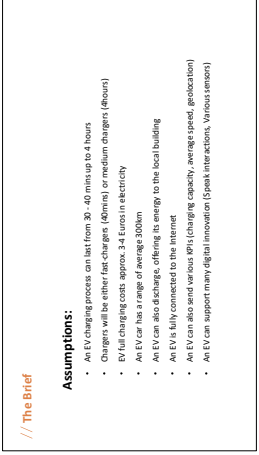 // The Brief
Assumptions:
• An EV charging process can last from 30 - 40 mins up to 4 hours
• Chargers will be either fast chargers (40mins) or medium chargers (4hours)
• EV full charging costs approx. 3-4 Euros in electricity
• An EV car has a range of average 300km
• An EV can also discharge, offering its energy to the local building
• An EV is fully connected to the Internet
• An EV can also send various KPIs (charging capacity, average speed, geolocation)
• An EV can support many digital innovation (Speak interactions, Various sensors)